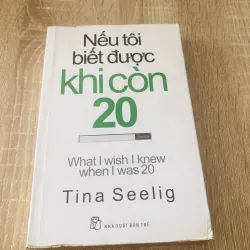 Nếu tôi
biết được
khi còn
20
What I wish I knew
when I was 20
Tina Seelig
NHÀ XUẤT BẢN TRẺ